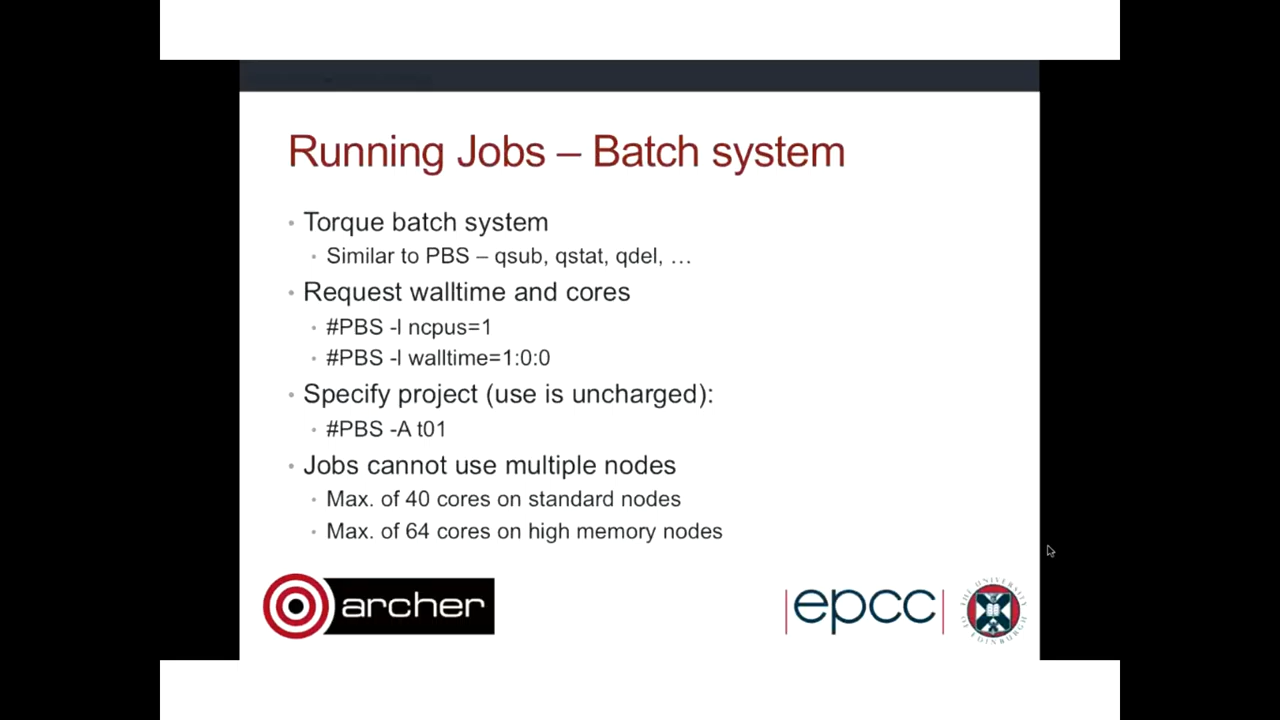 Running Jobs – Batch system
• Torque batch system
• Similar to PBS – qsub, qstat, qdel, …
• Request walltime and cores
• #PBS -l ncpus=1
• #PBS -l walltime=1:0:0
• Specify project (use is uncharged):
• #PBS -A t01
• Jobs cannot use multiple nodes
• Max. of 40 cores on standard nodes
• Max. of 64 cores on high memory nodes
archer
|epcc|
THE UNIVERSITY OF EDINBURGH